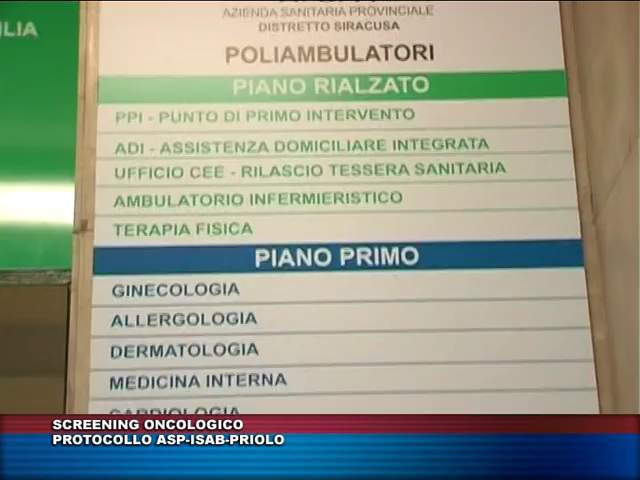 ILIA
AZIENDA SANITARIA PROVINCIALE
DISTRETTO SIRACUSA
POLIAMBULATORI
PIANO RIALZATO
PPI - PUNTO DI PRIMO INTERVENTO
ADI - ASSISTENZA DOMICILIARE INTEGRATA
UFFICIO CEE - RILASCIO TESSERA SANITARIA
AMBULATORIO INFERMIERISTICO
TERAPIA FISICA
PIANO PRIMO
GINECOLOGIA
ALLERGOLOGIA
DERMATOLOGIA
MEDICINA INTERNA
CARDIOLOGIA
SCREENING ONCOLOGICO
PROTOCOLLO ASP-ISAB-PRIOLO